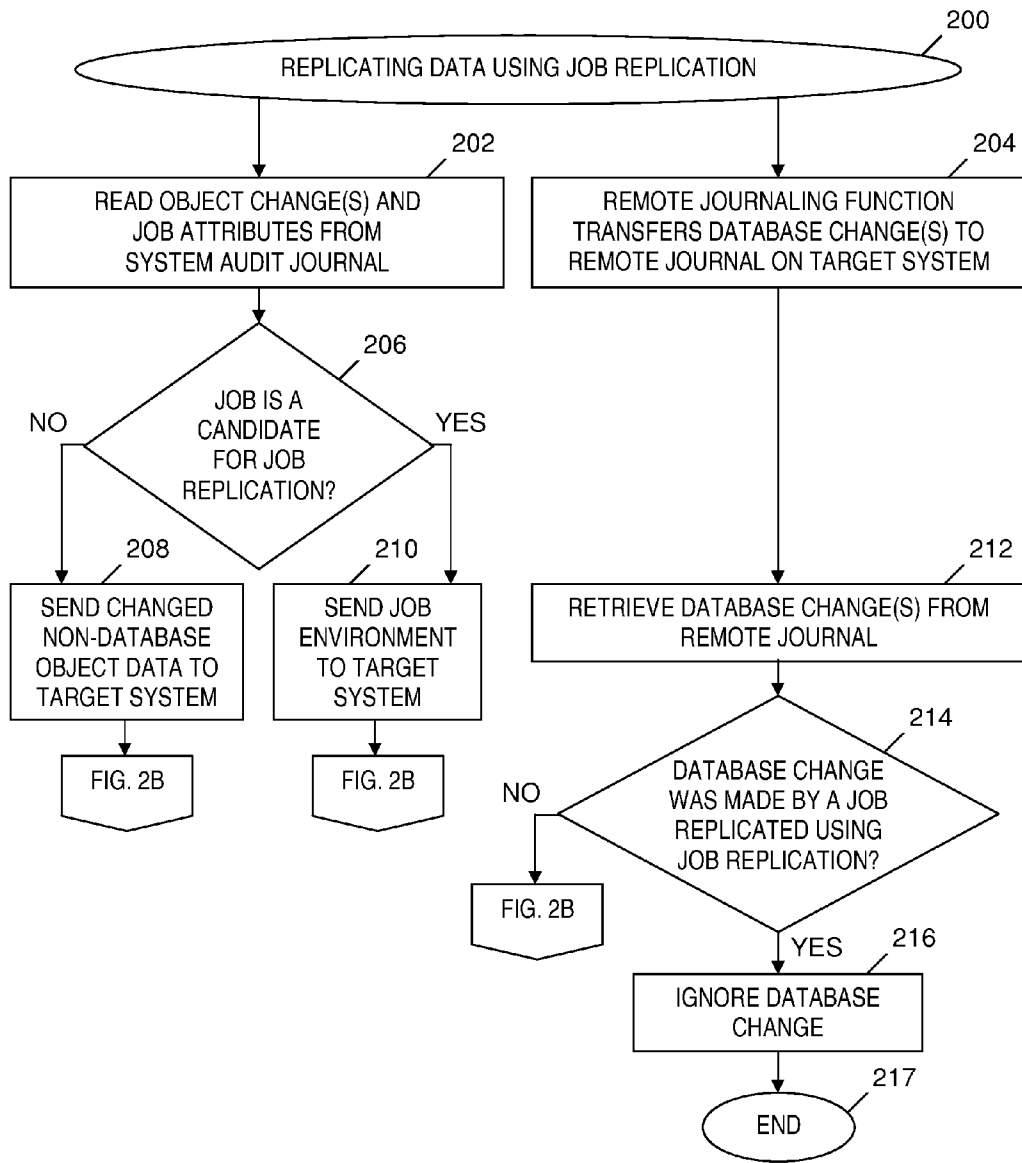 200
REPLICATING DATA USING JOB REPLICATION
202
READ OBJECT CHANGE(S) AND
JOB ATTRIBUTES FROM
SYSTEM AUDIT JOURNAL
204
REMOTE JOURNALING FUNCTION
TRANSFERS DATABASE CHANGE(S) TO
REMOTE JOURNAL ON TARGET SYSTEM
206
JOB IS A
CANDIDATE
FOR JOB
REPLICATION?
NO
YES
208
SEND CHANGED
NON-DATABASE
OBJECT DATA TO
TARGET SYSTEM
FIG. 2B
210
SEND JOB
ENVIRONMENT
TO TARGET
SYSTEM
FIG. 2B
212
RETRIEVE DATABASE CHANGE(S) FROM
REMOTE JOURNAL
214
DATABASE CHANGE
WAS MADE BY A JOB
REPLICATED USING
JOB REPLICATION?
NO
FIG. 2B
YES
216
IGNORE DATABASE
CHANGE
217
END